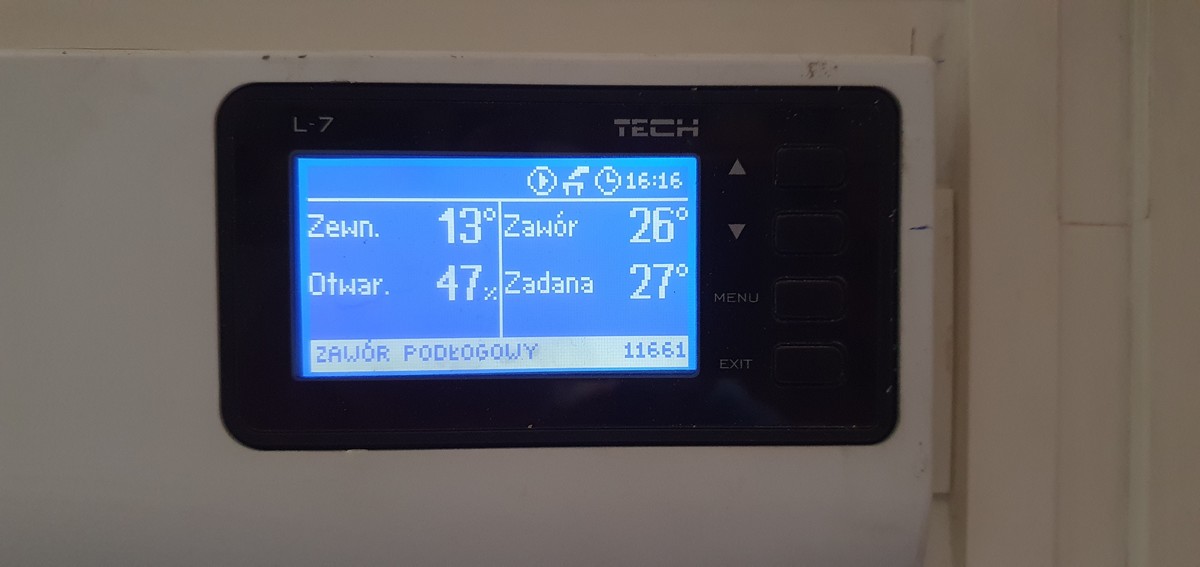 L-7 TECH
16:16
Zewn. 13° Zawór 26°
Otwar. 47% Zadana 27°
ZAWÓR PODŁOGOWY 11661
MENU
EXIT